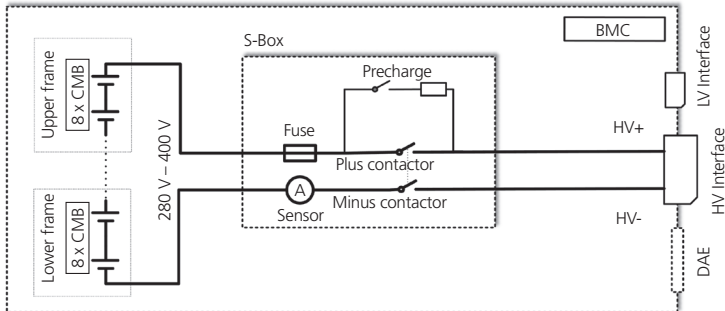 BMC
S-Box
LV Interface
Upper frame
8 x CMB
Precharge
Fuse
HV+
Plus contactor
280 V – 400 V
HV Interface
A
Minus contactor
Sensor
Lower frame
8 x CMB
HV-
DAE